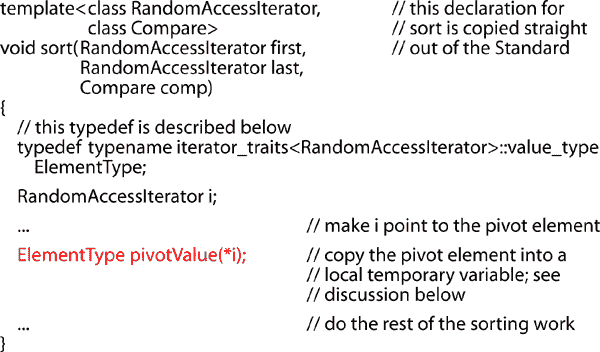 template<class RandomAccessIterator, // this declaration for
class Compare> // sort is copied straight
void sort(RandomAccessIterator first, // out of the Standard
RandomAccessIterator last,
Compare comp)
{
// this typedef is described below
typedef typename iterator_traits<RandomAccessIterator>::value_type
ElementType;
RandomAccessIterator i;
... // make i point to the pivot element
ElementType pivotValue(*i); // copy the pivot element into a
// local temporary variable; see
// discussion below
... // do the rest of the sorting work
}